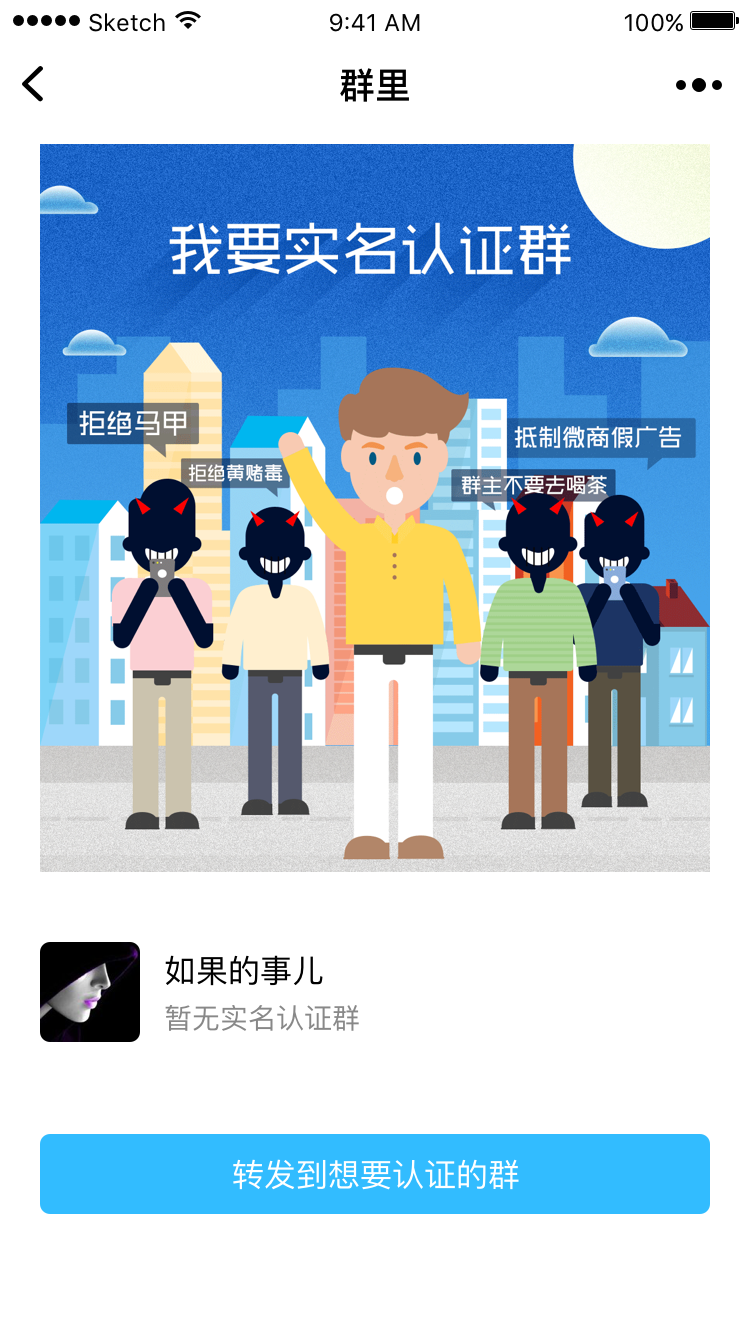 Sketch 9:41 AM 100%
群里
我要实名认证群
拒绝马甲
抵制微商假广告
拒绝黄赌毒
群主不要去喝茶
如果的事儿
暂无实名认证群
转发到想要认证的群